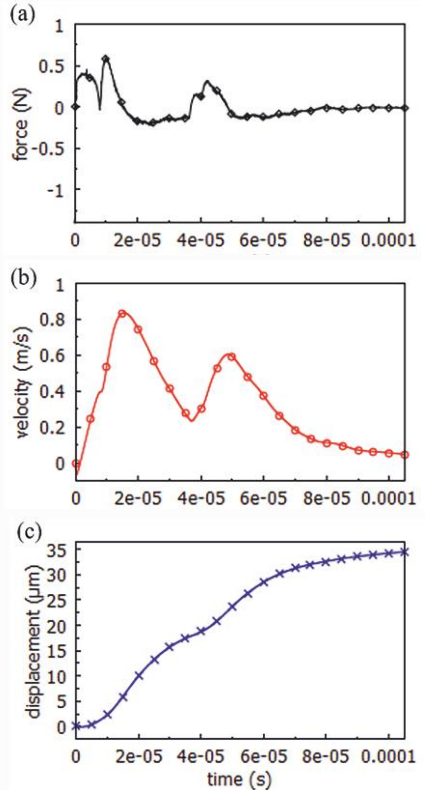 (a)
force (N)
1
0.5
0
-0.5
-1
0 2e-05 4e-05 6e-05 8e-05 0.0001
(b)
velocity (m/s)
1
0.8
0.6
0.4
0.2
0
0 2e-05 4e-05 6e-05 8e-05 0.0001
(c)
displacement (μm)
35
30
25
20
15
10
5
0
0 2e-05 4e-05 6e-05 8e-05 0.0001
time (s)